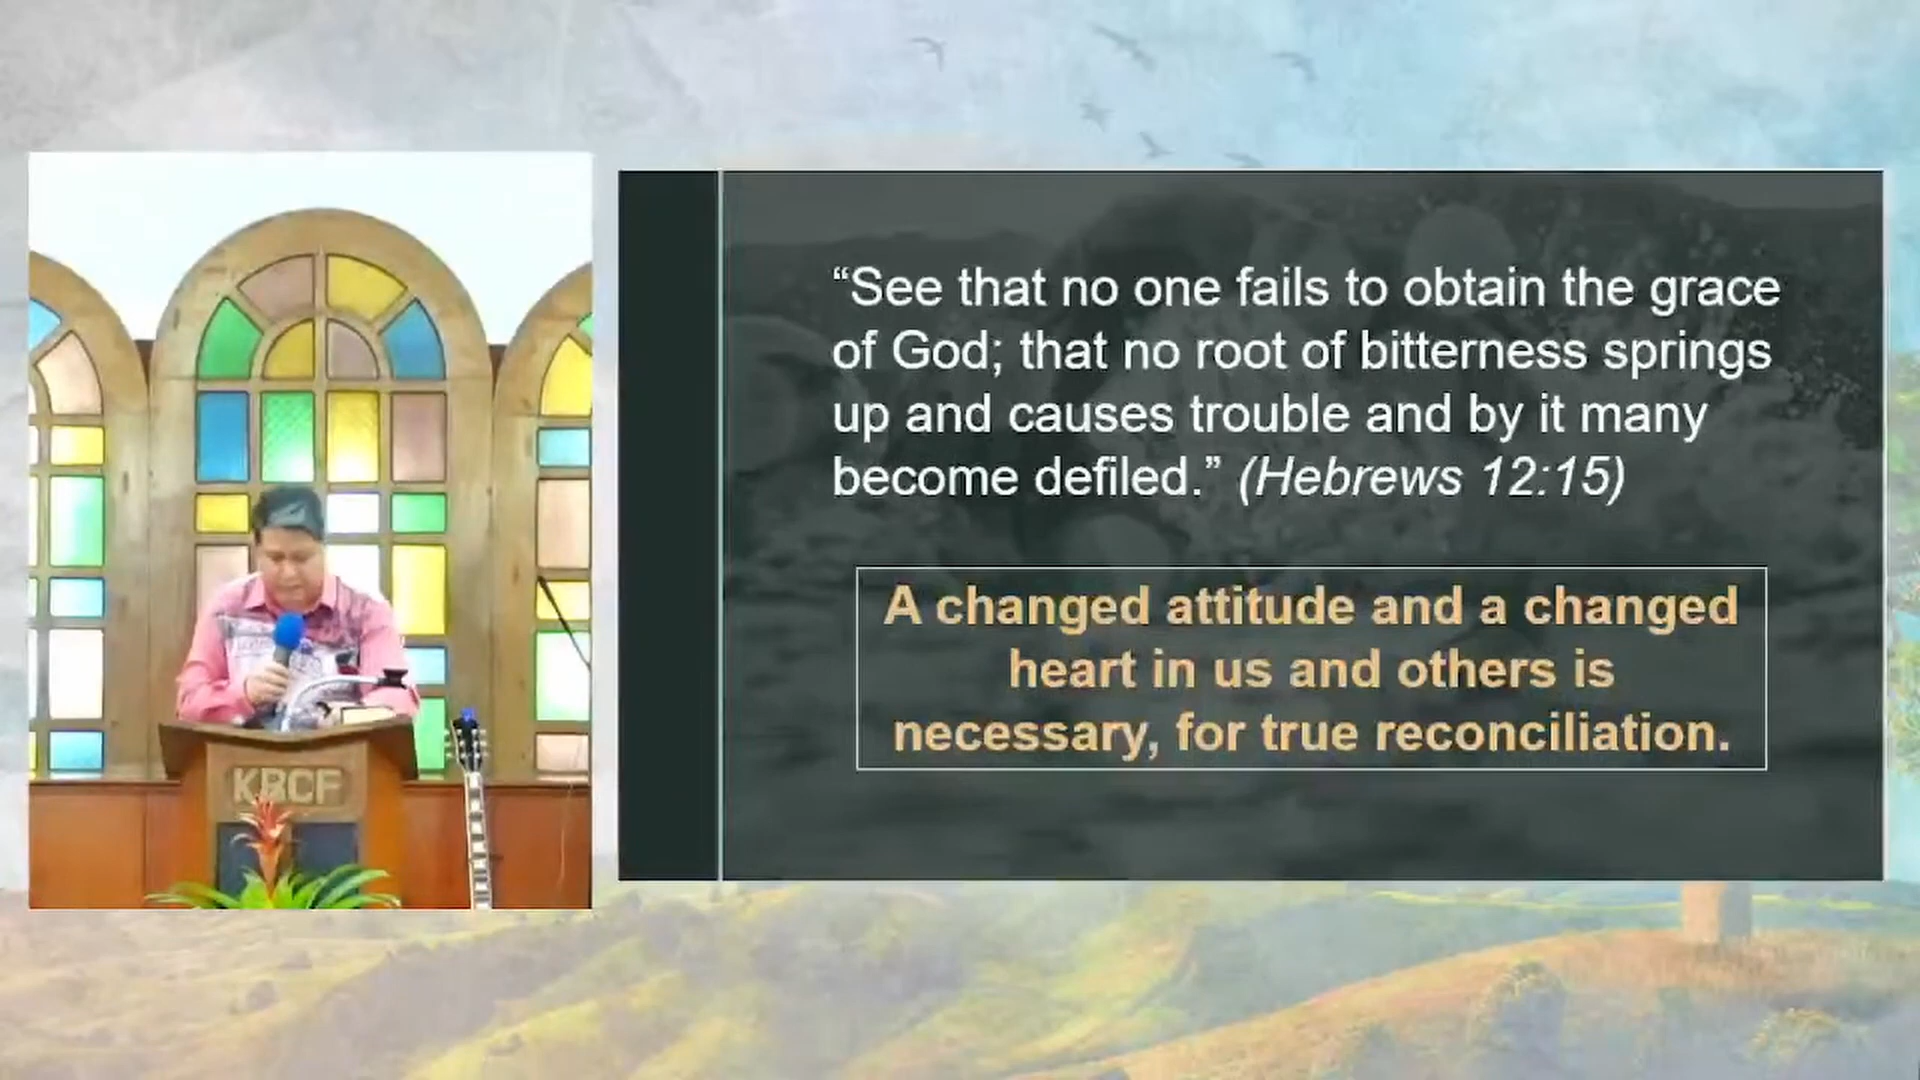 “See that no one fails to obtain the grace
of God; that no root of bitterness springs
up and causes trouble and by it many
become defiled.” (Hebrews 12:15)
A changed attitude and a changed
heart in us and others is
necessary, for true reconciliation.
KBCF